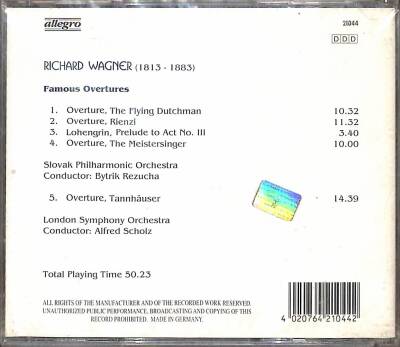 allegro
21044
DDD
RICHARD WAGNER (1813 - 1883)
Famous Overtures
1. Overture, The Flying Dutchman 10.32
2. Overture, Rienzi 11.32
3. Lohengrin, Prelude to Act No. III 3.40
4. Overture, The Meistersinger 10.00
Slovak Philharmonic Orchestra
Conductor: Bytrik Rezucha
5. Overture, Tannhäuser 14.39
London Symphony Orchestra
Conductor: Alfred Scholz
Total Playing Time 50.23
ALL RIGHTS OF THE MANUFACTURER AND OF THE RECORDED WORK RESERVED.
UNAUTHORIZED PUBLIC PERFORMANCE, BROADCASTING AND COPYING OF THIS
RECORD PROHIBITED. MADE IN GERMANY.
4 020764 210442